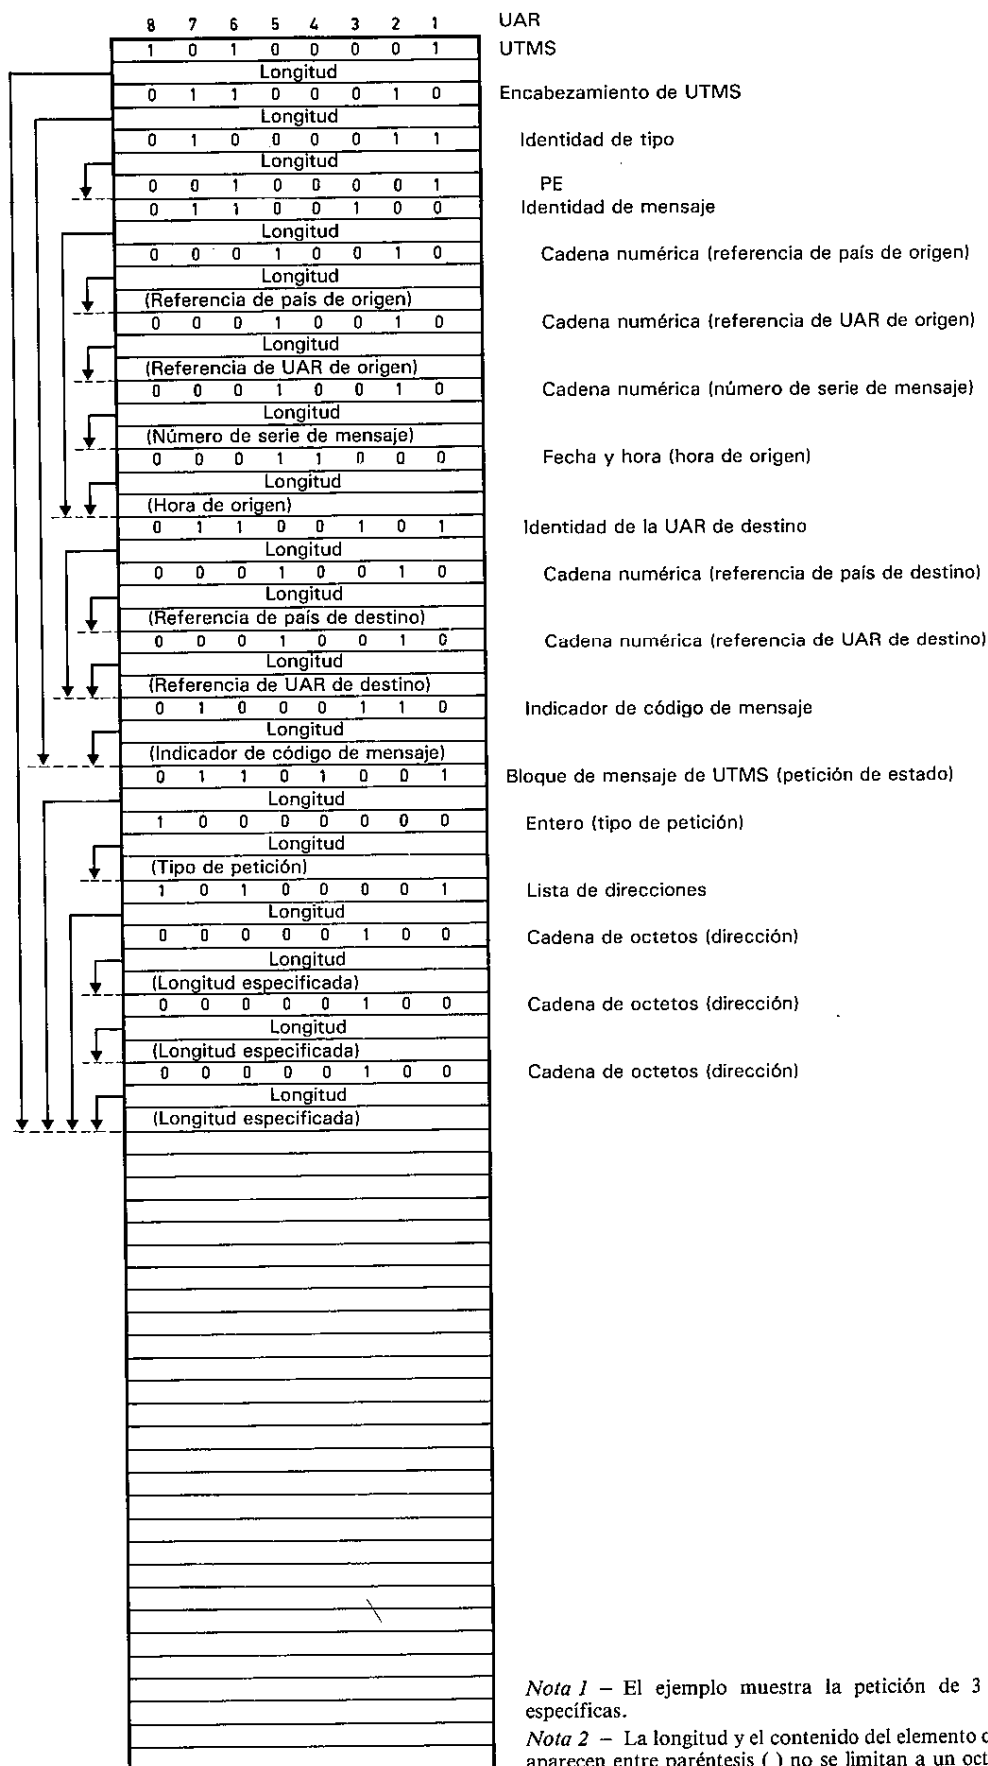 8 7 6 5 4 3 2 1 UAR
1 0 1 0 0 0 0 1 UTMS
Longitud
0 1 1 0 0 0 1 0 Encabezamiento de UTMS
Longitud
0 1 0 0 0 0 1 1 Identidad de tipo
Longitud
0 0 1 0 0 0 0 1 PE
0 1 1 0 0 1 0 0 Identidad de mensaje
Longitud
0 0 0 1 0 0 1 0 Cadena numérica (referencia de país de origen)
Longitud
(Referencia de país de origen)
0 0 0 1 0 0 1 0 Cadena numérica (referencia de UAR de origen)
Longitud
(Referencia de UAR de origen)
0 0 0 1 0 0 1 0 Cadena numérica (número de serie de mensaje)
Longitud
(Número de serie de mensaje)
0 0 0 1 1 0 0 0 Fecha y hora (hora de origen)
Longitud
(Hora de origen)
0 1 1 0 0 1 0 1 Identidad de la UAR de destino
Longitud
0 0 0 1 0 0 1 0 Cadena numérica (referencia de país de destino)
Longitud
(Referencia de país de destino)
0 0 0 1 0 0 1 0 Cadena numérica (referencia de UAR de destino)
Longitud
(Referencia de UAR de destino)
0 1 0 0 0 1 1 0 Indicador de código de mensaje
Longitud
(Indicador de código de mensaje)
0 1 1 0 1 0 0 1 Bloque de mensaje de UTMS (petición de estado)
Longitud
1 0 0 0 0 0 0 0 Entero (tipo de petición)
Longitud
(Tipo de petición)
1 0 1 0 0 0 0 1 Lista de direcciones
Longitud
0 0 0 0 0 1 0 0 Cadena de octetos (dirección)
Longitud
(Longitud especificada)
0 0 0 0 0 1 0 0 Cadena de octetos (dirección)
Longitud
(Longitud especificada)
0 0 0 0 0 1 0 0 Cadena de octetos (dirección)
Longitud
(Longitud especificada)
Nota 1 – El ejemplo muestra la petición de 3
específicas.
Nota 2 – La longitud y el contenido del elemento
aparecen entre paréntesis ( ) no se limitan a un